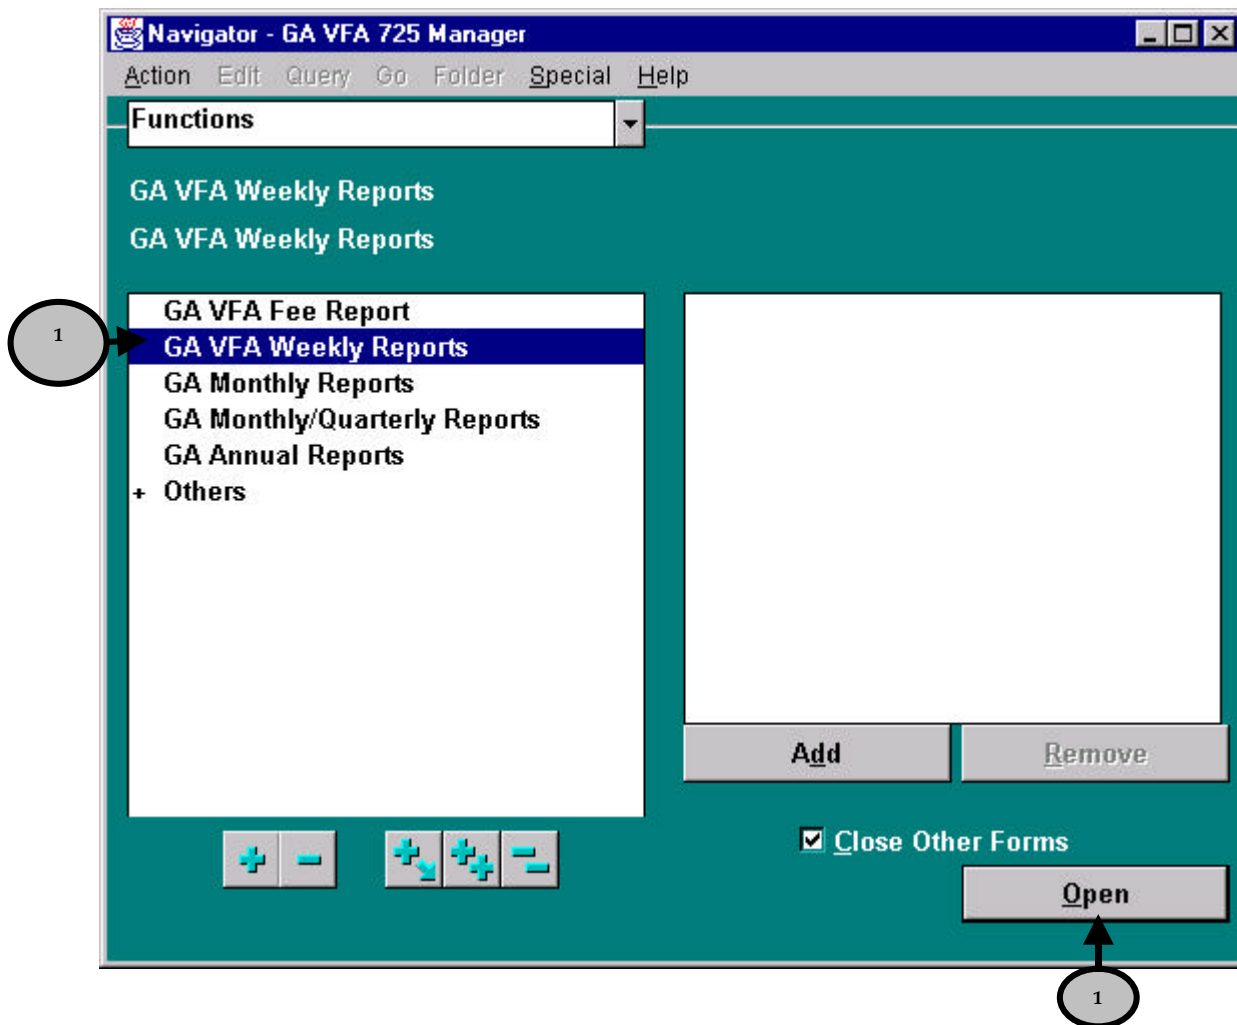 Navigator - GA VFA 725 Manager
Action Edit Query Go Folder Special Help
Functions
GA VFA Weekly Reports
GA VFA Weekly Reports
GA VFA Fee Report
1
GA VFA Weekly Reports
GA Monthly Reports
GA Monthly/Quarterly Reports
GA Annual Reports
+ Others
Add Remove
Close Other Forms
Open
1